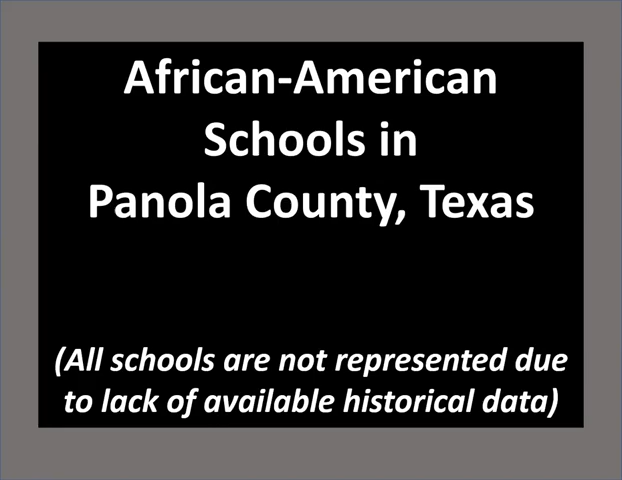 African-American
Schools in
Panola County, Texas
(All schools are not represented due
to lack of available historical data)